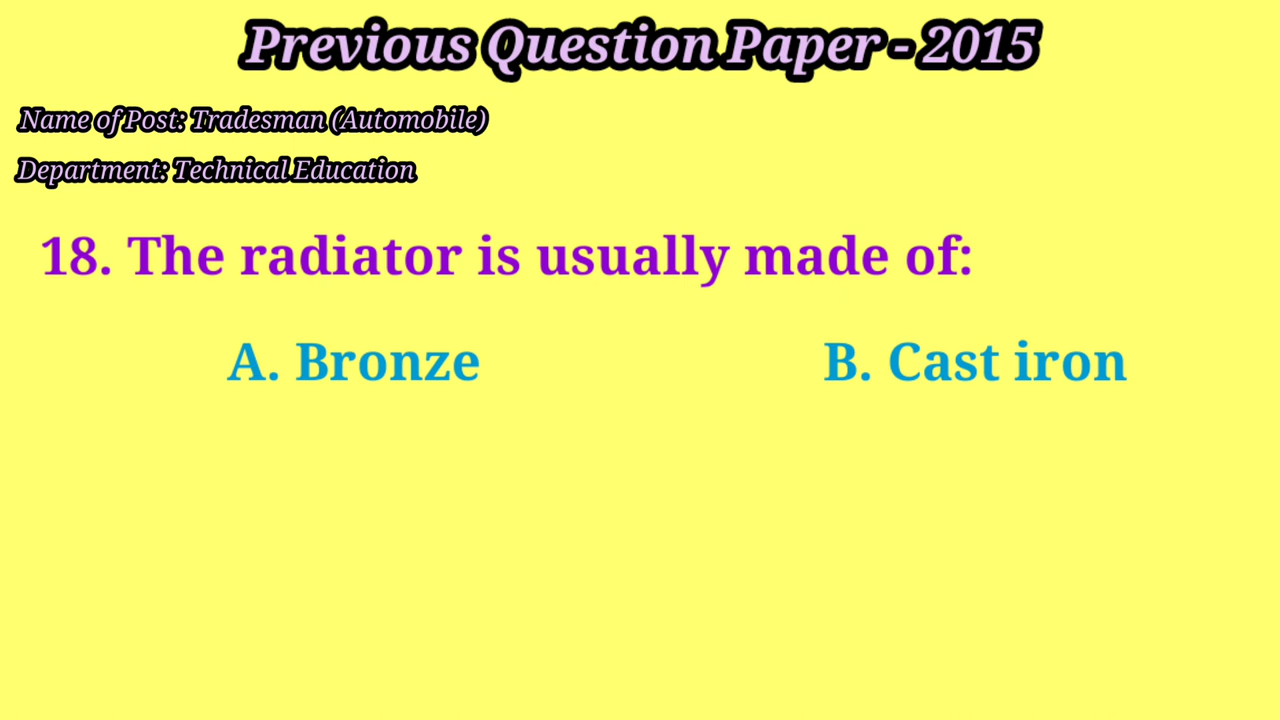 Previous Question Paper - 2015
Name of Post: Tradesman (Automobile)
Department: Technical Education
18. The radiator is usually made of:
A. Bronze B. Cast iron